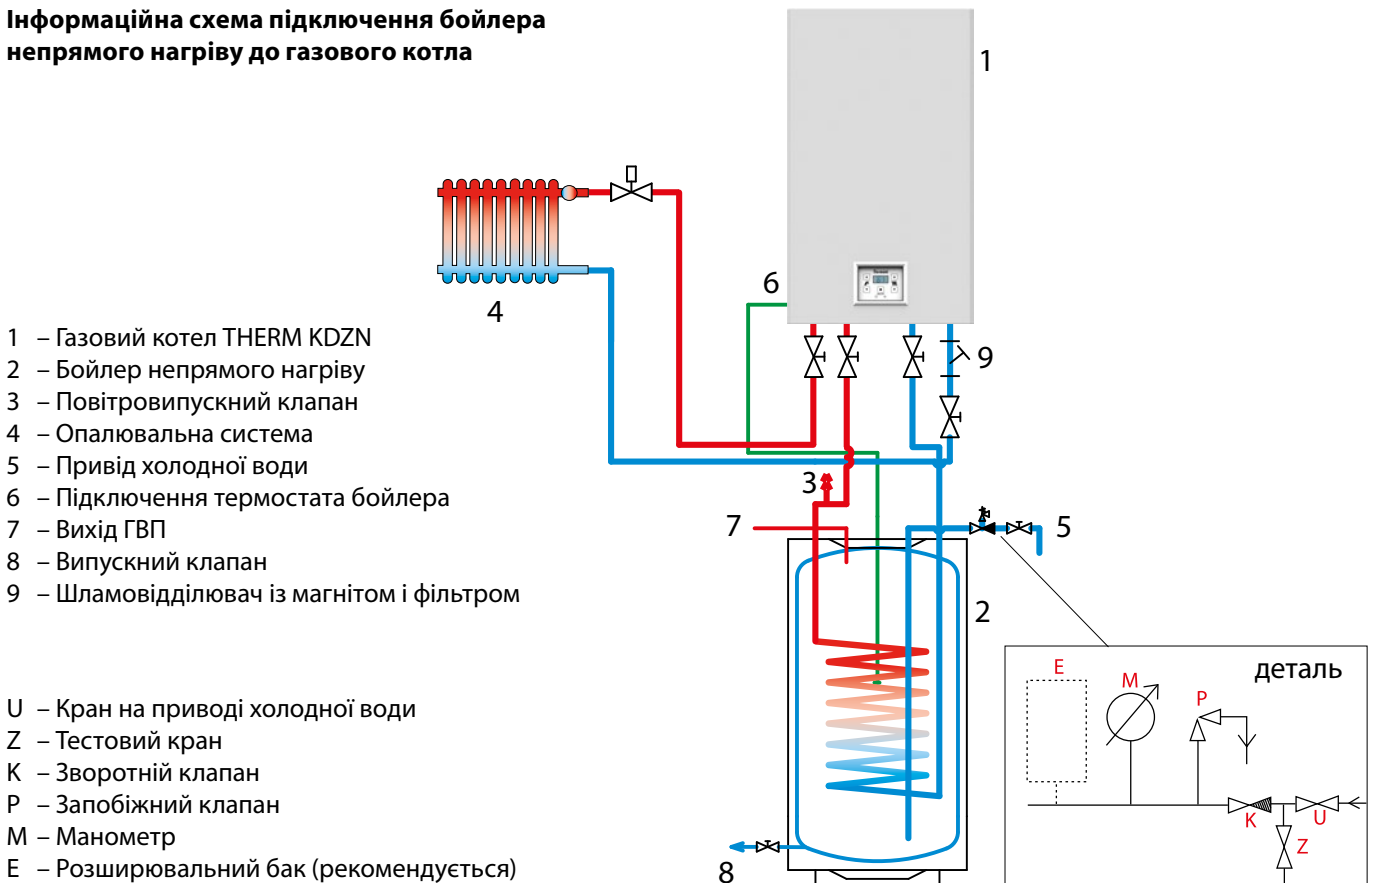 Інформаційна схема підключення бойлера
непрямого нагріву до газового котла
1
6
4
9
1 – Газовий котел THERM KDZN
2 – Бойлер непрямого нагріву
3 – Повітровипускний клапан
4 – Опалювальна система
5 – Привід холодної води
6 – Підключення термостата бойлера
7 – Вихід ГВП
8 – Випускний клапан
9 – Шламовідділювач із магнітом і фільтром
3
7
5
2
U – Кран на приводі холодної води
Z – Тестовий кран
K – Зворотній клапан
P – Запобіжний клапан
M – Манометр
E – Розширювальний бак (рекомендується)
8
деталь
E
M
P
K
U
Z